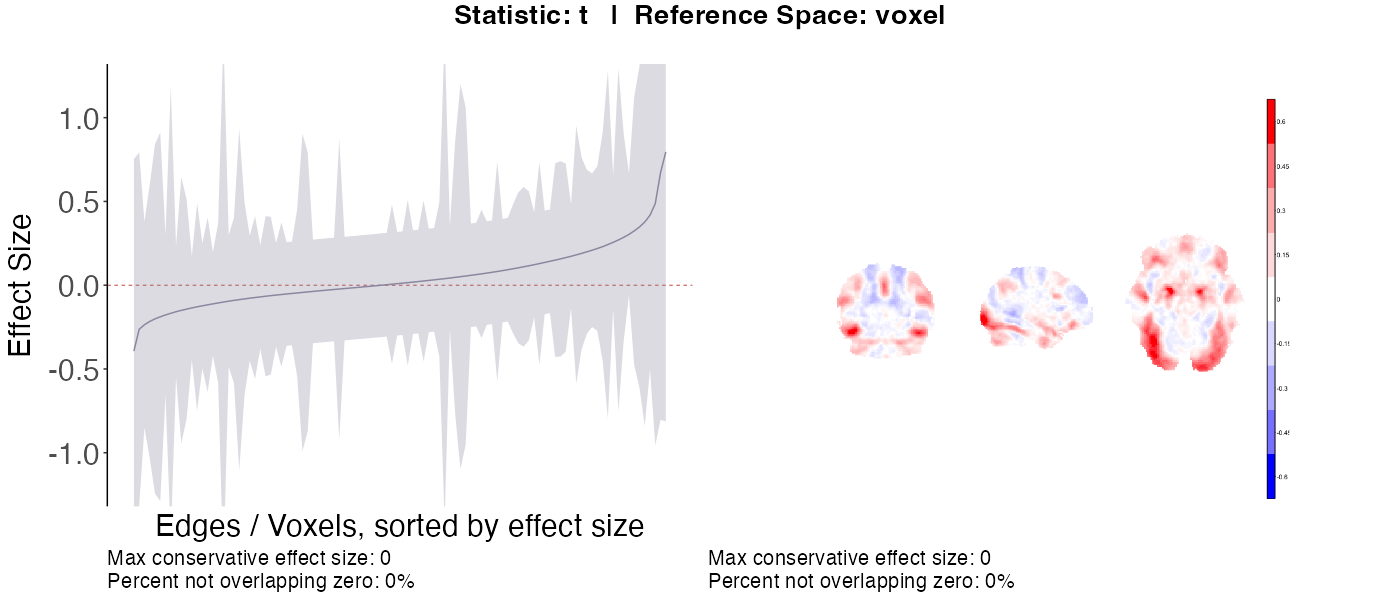 Statistic: t | Reference Space: voxel
Effect Size
1.0
0.5
0.0
-0.5
-1.0
Edges / Voxels, sorted by effect size
Max conservative effect size: 0
Percent not overlapping zero: 0%
0.6
0.45
0.3
0.15
0
-0.15
-0.3
-0.45
-0.6
Max conservative effect size: 0
Percent not overlapping zero: 0%